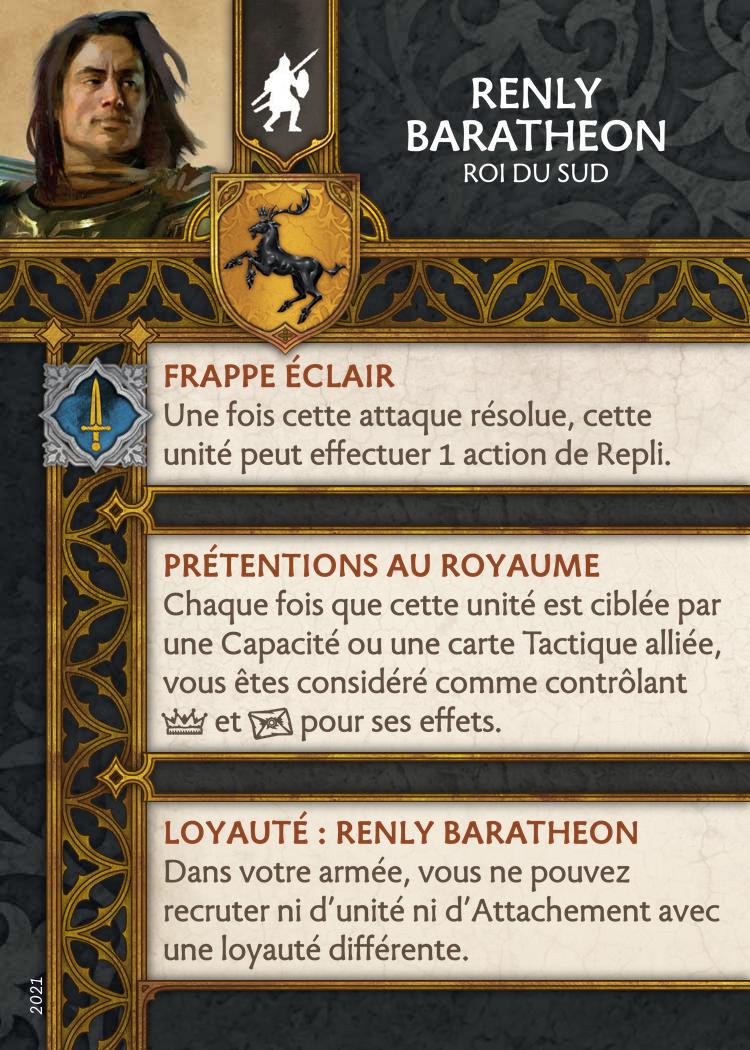 RENLY
BARATHEON
ROI DU SUD
FRAPPE ÉCLAIR
Une fois cette attaque résolue, cette
unité peut effectuer 1 action de Repli.
PRÉTENTIONS AU ROYAUME
Chaque fois que cette unité est ciblée par
une Capacité ou une carte Tactique alliée,
vous êtes considéré comme contrôlant
et pour ses effets.
LOYAUTÉ : RENLY BARATHEON
Dans votre armée, vous ne pouvez
recruter ni d’unité ni d’Attachement avec
une loyauté différente.
2021